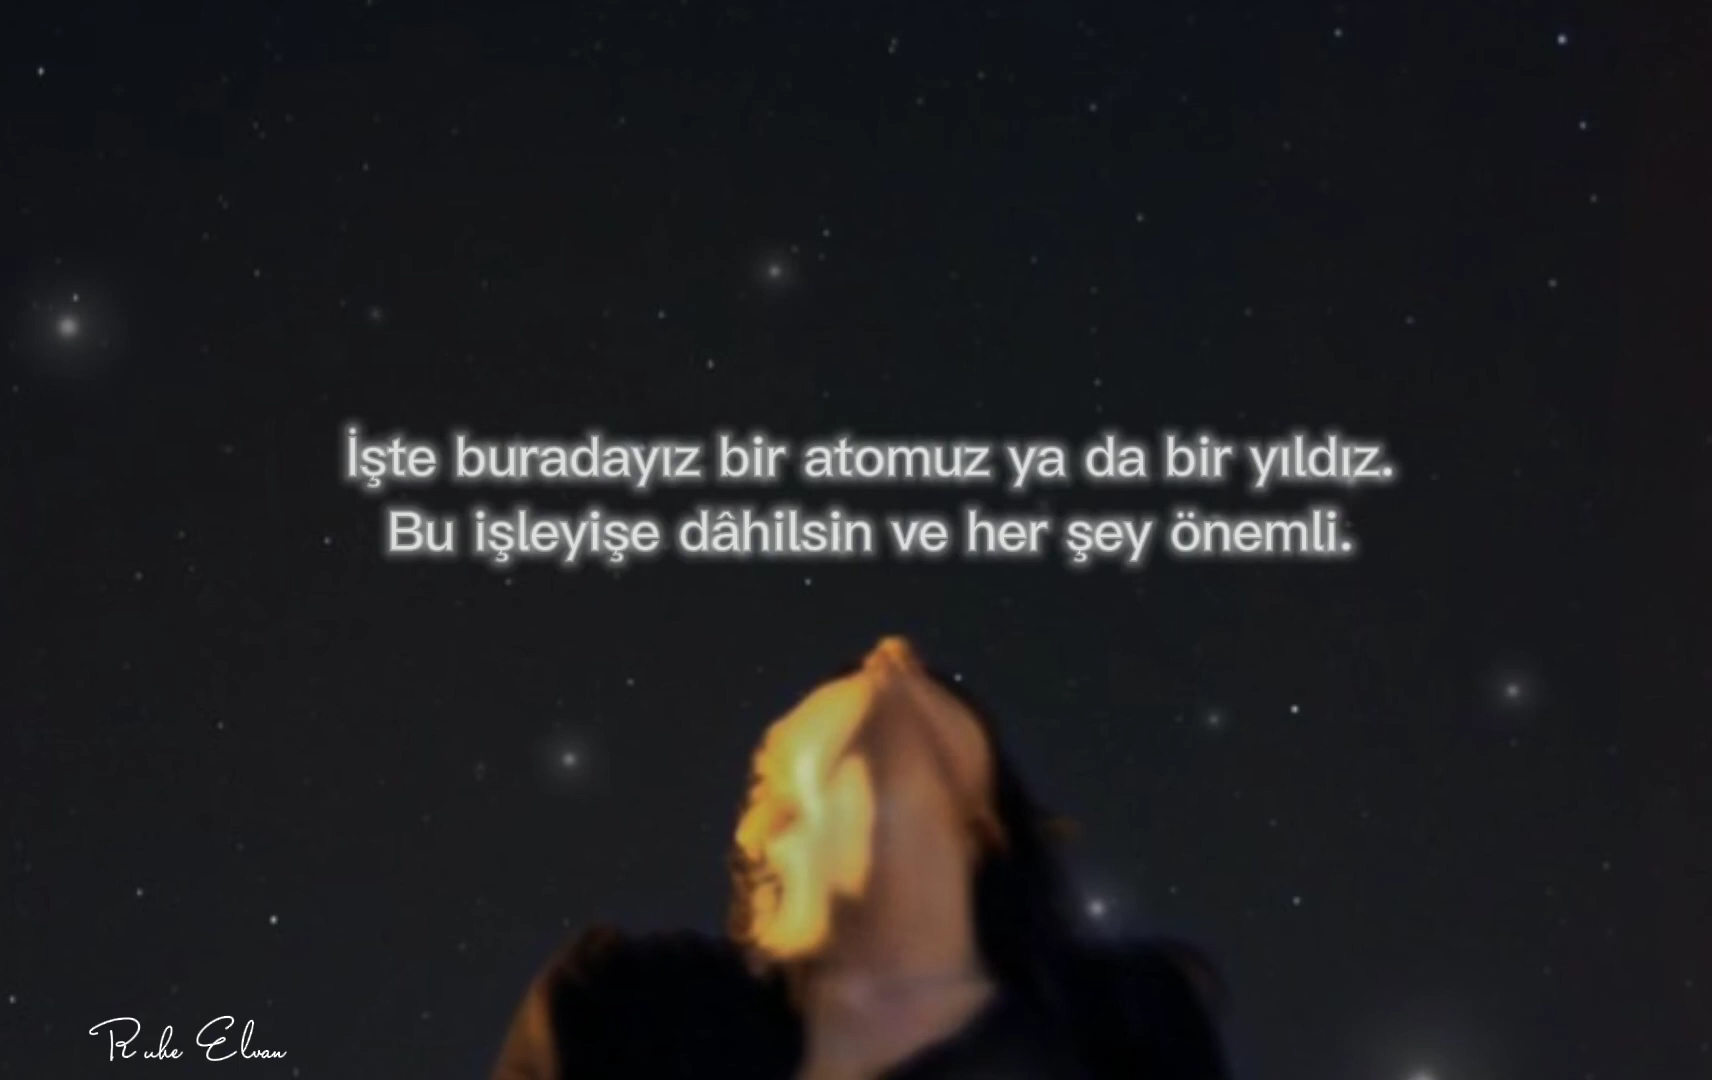 İşte buradayız bir atomuz ya da bir yıldız.
Bu işleyişe dâhilsin ve her şey önemli.
Ruhe Elvan